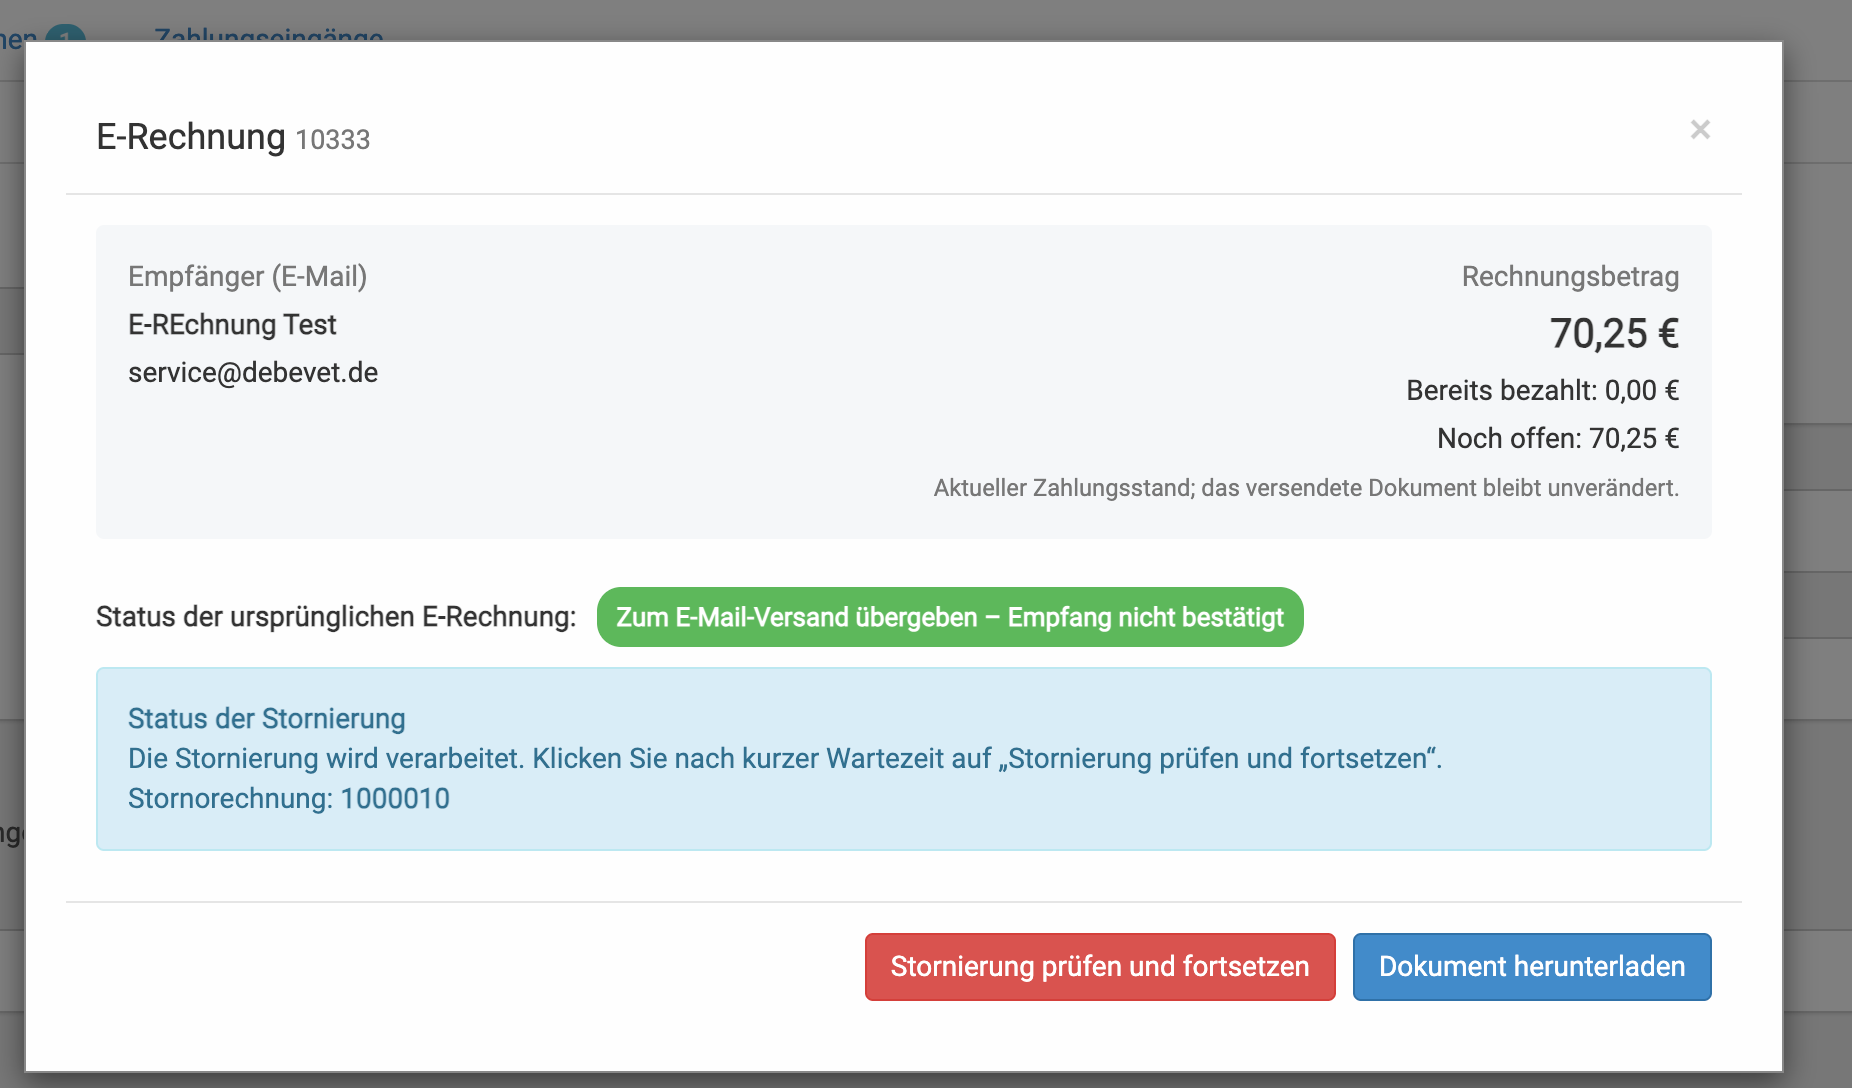 1
Zahlungseingänge
E-Rechnung 10333
×
Empfänger (E-Mail)
E-REchnung Test
service@debevet.de
Rechnungsbetrag
70,25 €
Bereits bezahlt: 0,00 €
Noch offen: 70,25 €
Aktueller Zahlungsstand; das versendete Dokument bleibt unverändert.
Status der ursprünglichen E-Rechnung: Zum E-Mail-Versand übergeben – Empfang nicht bestätigt
Status der Stornierung
Die Stornierung wird verarbeitet. Klicken Sie nach kurzer Wartezeit auf „Stornierung prüfen und fortsetzen“.
Stornorechnung: 1000010
Stornierung prüfen und fortsetzen
Dokument herunterladen